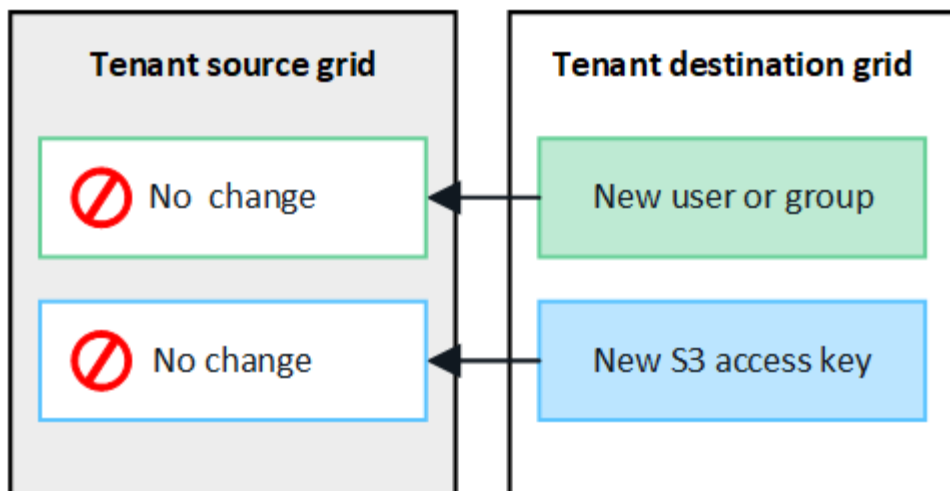 Tenant source grid
No change
No change
Tenant destination grid
New user or group
New S3 access key